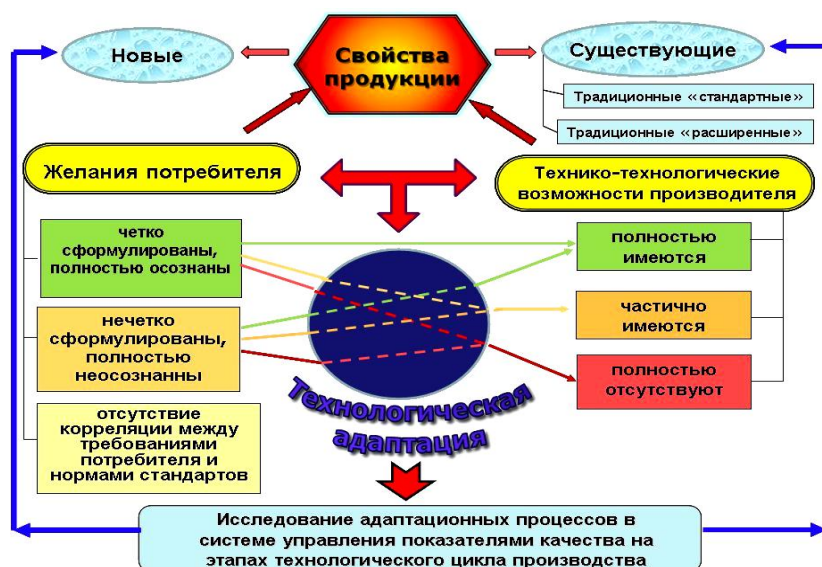 Новые
Свойства
продукции
Существующие
Традиционные «стандартные»
Традиционные «расширенные»
Желания потребителя
Технико-технологические
возможности производителя
четко
сформулированы,
полностью осознаны
полностью
имеются
нечетко
сформулированы,
полностью
неосознанны
частично
имеются
полностью
отсутствуют
отсутствие
корреляции между
требованиями
потребителя и
нормами стандартов
Технологическая
адаптация
Исследование адаптационных процессов в
системе управления показателями качества на
этапах технологического цикла производства